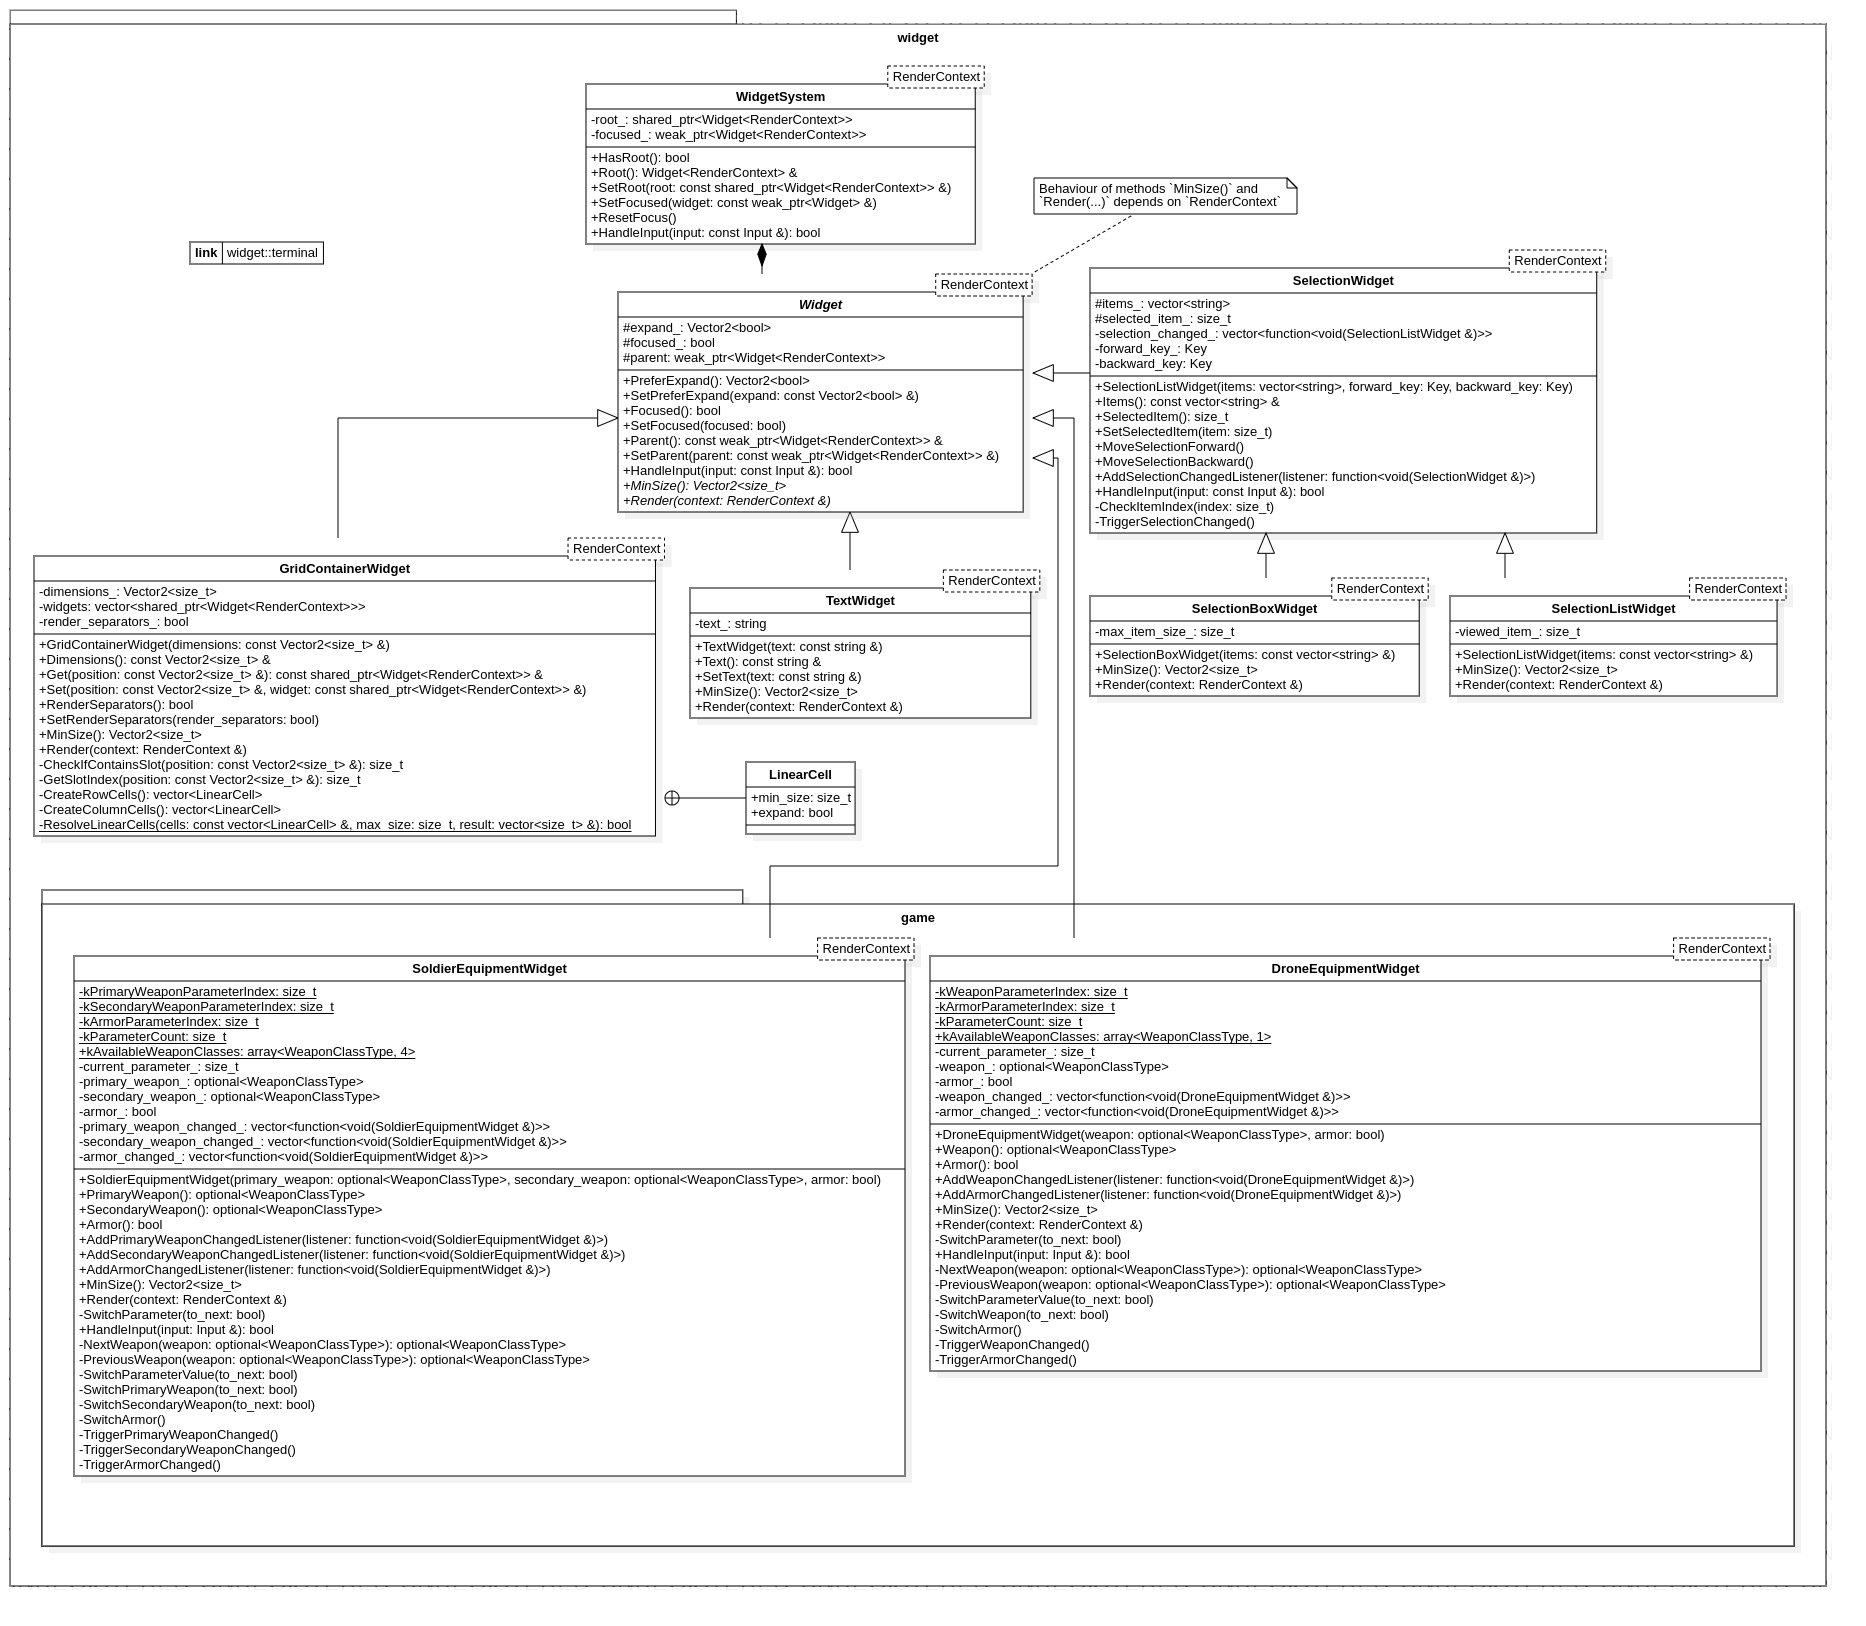 widget
RenderContext
WidgetSystem
-root_: shared_ptr<Widget<RenderContext>>
-focused_: weak_ptr<Widget<RenderContext>>
+HasRoot(): bool
+Root(): Widget<RenderContext> &
+SetRoot(root: const shared_ptr<Widget<RenderContext>> &)
+SetFocused(widget: const weak_ptr<Widget> &)
+ResetFocus()
+HandleInput(input: const Input &): bool
Behaviour of methods `MinSize()` and
`Render(...)` depends on `RenderContext`
link widget::terminal
RenderContext
Widget
#expand_: Vector2<bool>
#focused_: bool
#parent: weak_ptr<Widget<RenderContext>>
+PreferExpand(): Vector2<bool>
+SetPreferExpand(expand: const Vector2<bool> &)
+Focused(): bool
+SetFocused(focused: bool)
+Parent(): const weak_ptr<Widget<RenderContext>> &
+SetParent(parent: const weak_ptr<Widget<RenderContext>> &)
+HandleInput(input: const Input &): bool
+MinSize(): Vector2<size_t>
+Render(context: RenderContext &)
RenderContext
SelectionWidget
#items_: vector<string>
#selected_item_: size_t
-selection_changed_: vector<function<void(SelectionListWidget &)>>
-forward_key_: Key
-backward_key: Key
+SelectionListWidget(items: vector<string>, forward_key: Key, backward_key: Key)
+Items(): const vector<string> &
+SelectedItem(): size_t
+SetSelectedItem(item: size_t)
+MoveSelectionForward()
+MoveSelectionBackward()
+AddSelectionChangedListener(listener: function<void(SelectionWidget &)>)
+HandleInput(input: const Input &): bool
-CheckItemIndex(index: size_t)
-TriggerSelectionChanged()
RenderContext
GridContainerWidget
-dimensions_: Vector2<size_t>
-widgets: vector<shared_ptr<Widget<RenderContext>>>
-render_separators_: bool
+GridContainerWidget(dimensions: const Vector2<size_t> &)
+Dimensions(): const Vector2<size_t> &
+Get(position: const Vector2<size_t> &): const shared_ptr<Widget<RenderContext>> &
+Set(position: const Vector2<size_t> &, widget: const shared_ptr<Widget<RenderContext>> &)
+RenderSeparators(): bool
+SetRenderSeparators(render_separators: bool)
+MinSize(): Vector2<size_t>
+Render(context: RenderContext &)
-CheckIfContainsSlot(position: const Vector2<size_t> &): size_t
-GetSlotIndex(position: const Vector2<size_t> &): size_t
-CreateRowCells(): vector<LinearCell>
-CreateColumnCells(): vector<LinearCell>
-ResolveLinearCells(cells: const vector<LinearCell> &, max_size: size_t, result: vector<size_t> &): bool
RenderContext
TextWidget
-text_: string
+TextWidget(text: const string &)
+Text(): const string &
+SetText(text: const string &)
+MinSize(): Vector2<size_t>
+Render(context: RenderContext &)
RenderContext
SelectionBoxWidget
-max_item_size_: size_t
+SelectionBoxWidget(items: const vector<string> &)
+MinSize(): Vector2<size_t>
+Render(context: RenderContext &)
RenderContext
SelectionListWidget
-viewed_item_: size_t
+SelectionListWidget(items: const vector<string> &)
+MinSize(): Vector2<size_t>
+Render(context: RenderContext &)
LinearCell
+min_size: size_t
+expand: bool
game
RenderContext
SoldierEquipmentWidget
-kPrimaryWeaponParameterIndex: size_t
-kSecondaryWeaponParameterIndex: size_t
-kArmorParameterIndex: size_t
-kParameterCount: size_t
+kAvailableWeaponClasses: array<WeaponClassType, 4>
-current_parameter_: size_t
-primary_weapon_: optional<WeaponClassType>
-secondary_weapon_: optional<WeaponClassType>
-armor_: bool
-primary_weapon_changed_: vector<function<void(SoldierEquipmentWidget &)>>
-secondary_weapon_changed_: vector<function<void(SoldierEquipmentWidget &)>>
-armor_changed_: vector<function<void(SoldierEquipmentWidget &)>>
+SoldierEquipmentWidget(primary_weapon: optional<WeaponClassType>, secondary_weapon: optional<WeaponClassType>, armor: bool)
+PrimaryWeapon(): optional<WeaponClassType>
+SecondaryWeapon(): optional<WeaponClassType>
+Armor(): bool
+AddPrimaryWeaponChangedListener(listener: function<void(SoldierEquipmentWidget &)>)
+AddSecondaryWeaponChangedListener(listener: function<void(SoldierEquipmentWidget &)>)
+AddArmorChangedListener(listener: function<void(SoldierEquipmentWidget &)>)
+MinSize(): Vector2<size_t>
+Render(context: RenderContext &)
-SwitchParameter(to_next: bool)
+HandleInput(input: Input &): bool
-NextWeapon(weapon: optional<WeaponClassType>): optional<WeaponClassType>
-PreviousWeapon(weapon: optional<WeaponClassType>): optional<WeaponClassType>
-SwitchParameterValue(to_next: bool)
-SwitchPrimaryWeapon(to_next: bool)
-SwitchSecondaryWeapon(to_next: bool)
-SwitchArmor()
-TriggerPrimaryWeaponChanged()
-TriggerSecondaryWeaponChanged()
-TriggerArmorChanged()
RenderContext
DroneEquipmentWidget
-kWeaponParameterIndex: size_t
-kArmorParameterIndex: size_t
-kParameterCount: size_t
+kAvailableWeaponClasses: array<WeaponClassType, 1>
-current_parameter_: size_t
-weapon_: optional<WeaponClassType>
-armor_: bool
-weapon_changed_: vector<function<void(DroneEquipmentWidget &)>>
-armor_changed_: vector<function<void(DroneEquipmentWidget &)>>
+DroneEquipmentWidget(weapon: optional<WeaponClassType>, armor: bool)
+Weapon(): optional<WeaponClassType>
+Armor(): bool
+AddWeaponChangedListener(listener: function<void(DroneEquipmentWidget &)>)
+AddArmorChangedListener(listener: function<void(DroneEquipmentWidget &)>)
+MinSize(): Vector2<size_t>
+Render(context: RenderContext &)
-SwitchParameter(to_next: bool)
+HandleInput(input: Input &): bool
-NextWeapon(weapon: optional<WeaponClassType>): optional<WeaponClassType>
-PreviousWeapon(weapon: optional<WeaponClassType>): optional<WeaponClassType>
-SwitchParameterValue(to_next: bool)
-SwitchWeapon(to_next: bool)
-SwitchArmor()
-TriggerWeaponChanged()
-TriggerArmorChanged()